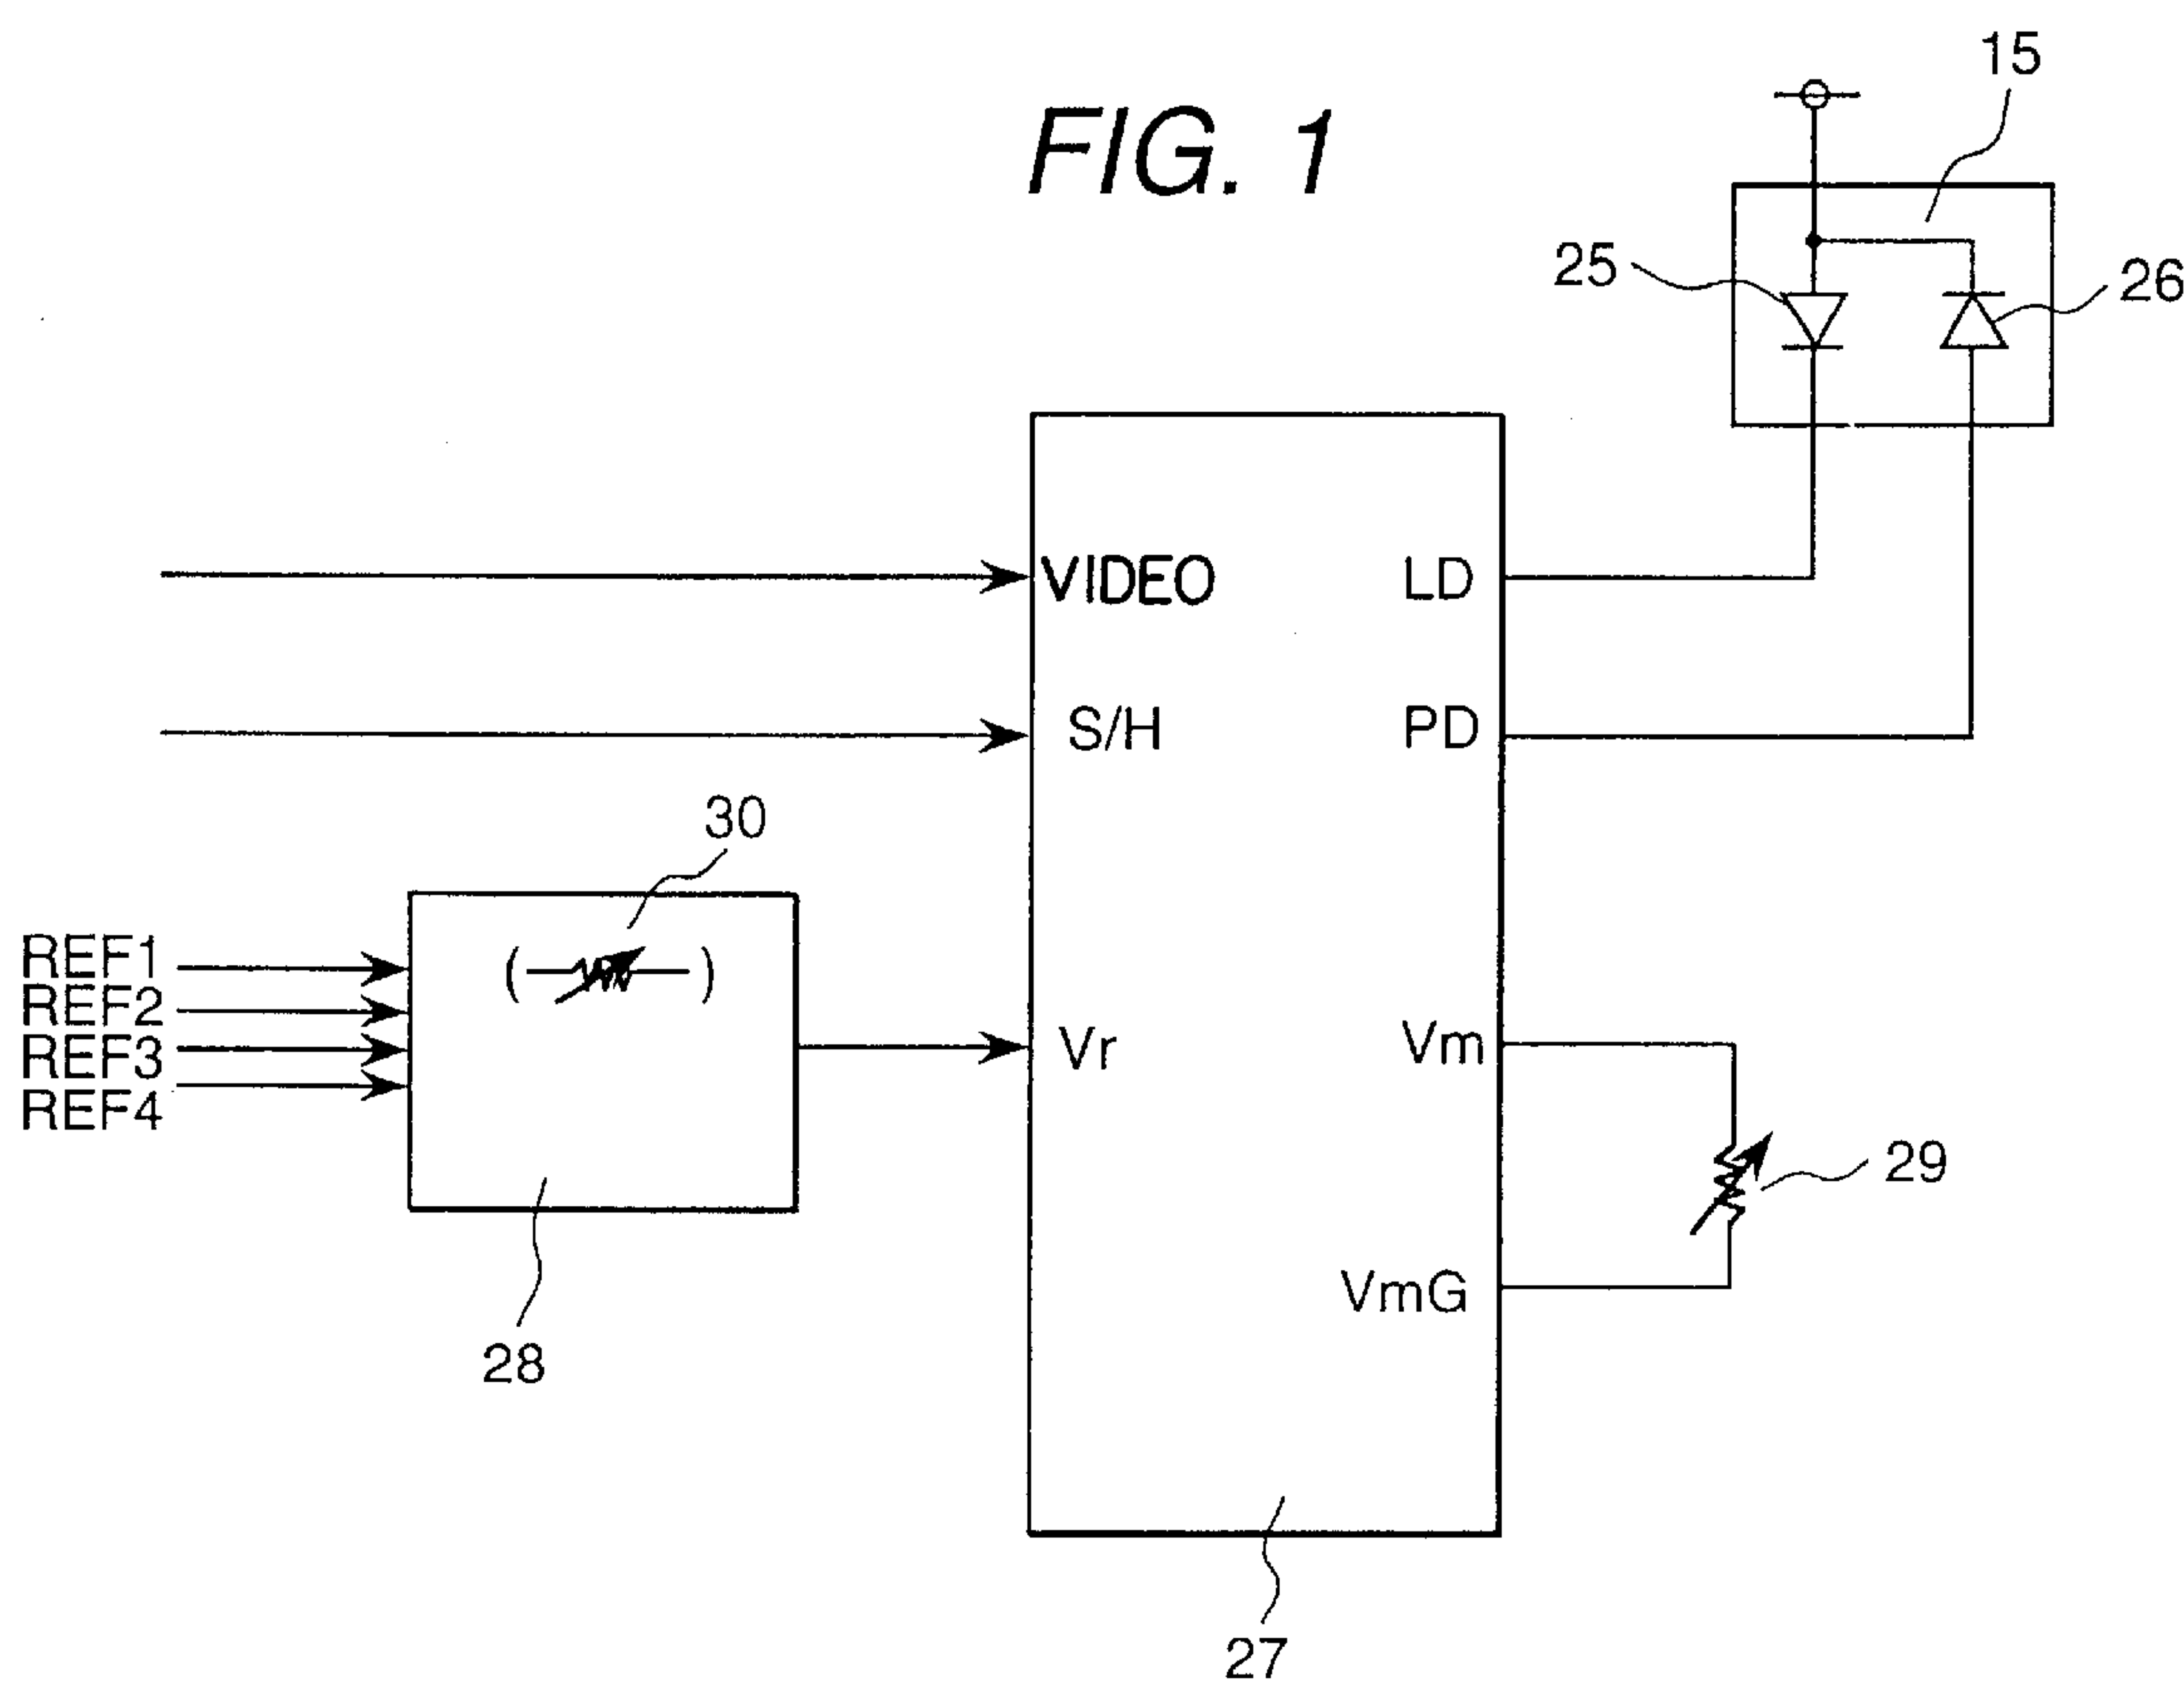 FIG. 1
15
25
26
VIDEO
LD
S/H
PD
30
REF1
REF2
REF3
REF4
Vr
Vm
29
VmG
28
27